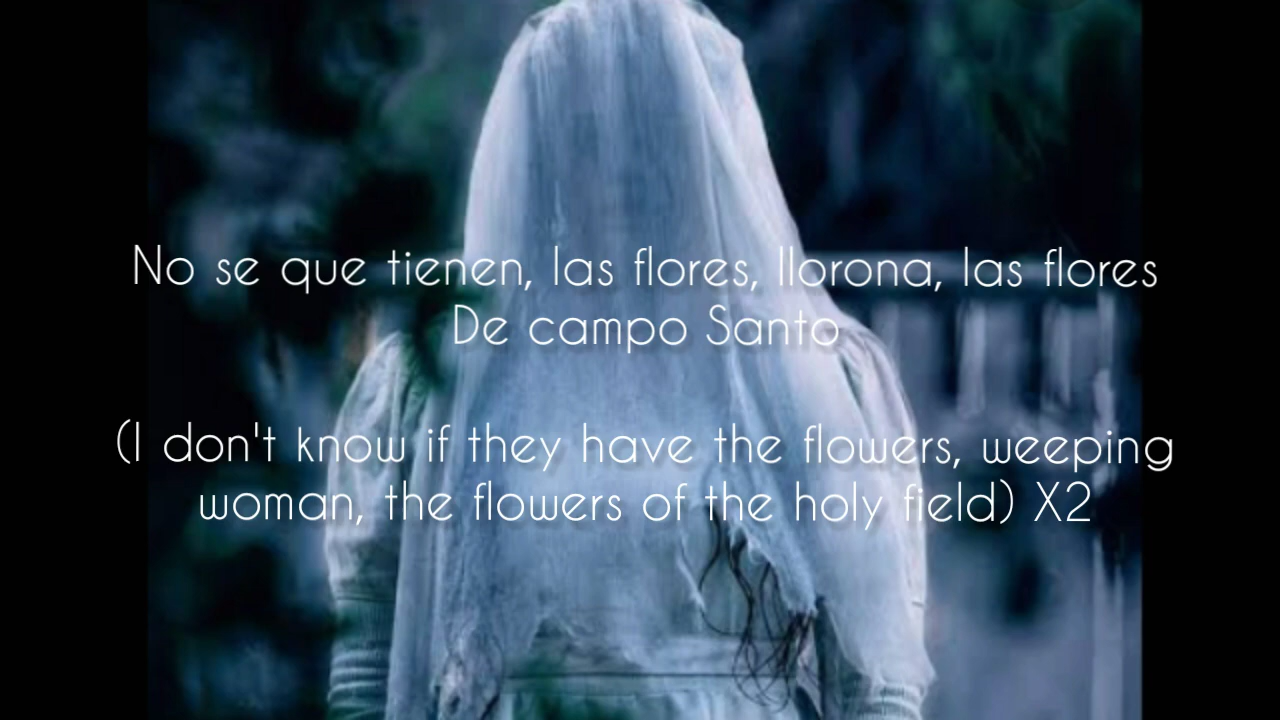 No se que tienen, las flores, llorona, las flores
De campo Santo
(I don't know if they have the flowers, weeping
woman, the flowers of the holy field) X2